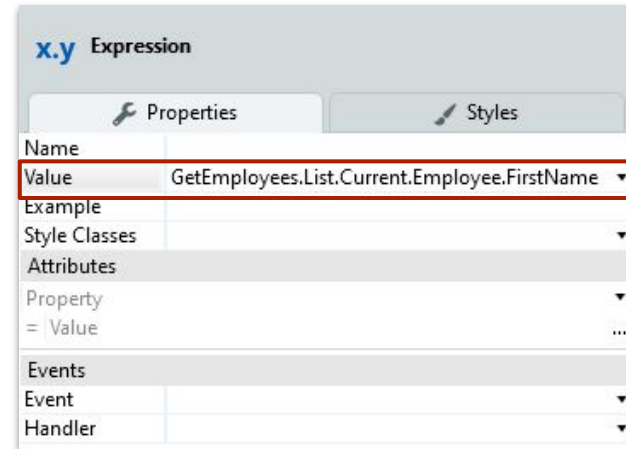 x.y Expression
Properties Styles
Name
Value GetEmployees.List.Current.Employee.FirstName
Example
Style Classes
Attributes
Property
= Value ...
Events
Event
Handler